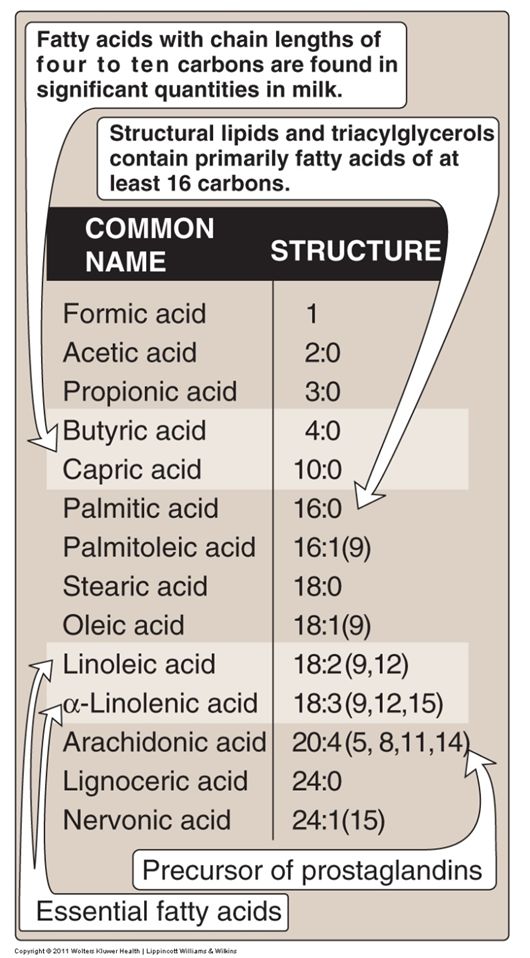 Fatty acids with chain lengths of
four to ten carbons are found in
significant quantities in milk.
Structural lipids and triacylglycerols
contain primarily fatty acids of at
least 16 carbons.
COMMON
NAME
STRUCTURE
Formic acid 1
Acetic acid 2:0
Propionic acid 3:0
Butyric acid 4:0
Capric acid 10:0
Palmitic acid 16:0
Palmitoleic acid 16:1(9)
Stearic acid 18:0
Oleic acid 18:1(9)
Linoleic acid 18:2(9,12)
α-Linolenic acid 18:3(9,12,15)
Arachidonic acid 20:4(5, 8,11,14)
Lignoceric acid 24:0
Nervonic acid 24:1(15)
Precursor of prostaglandins
Essential fatty acids
Copyright © 2011 Wolters Kluwer Health | Lippincott Williams & Wilkins